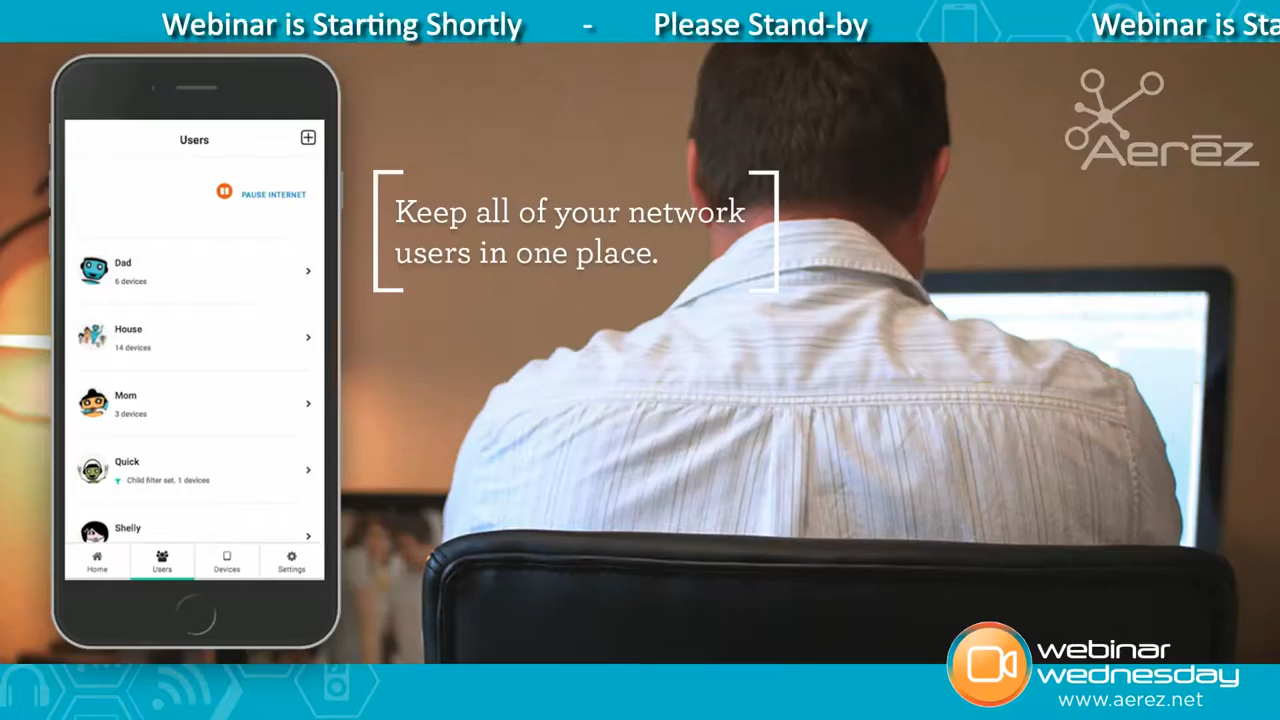 Webinar is Starting Shortly - Please Stand-by Webinar is Sta
Aerēz
Users
PAUSE INTERNET
Dad
6 devices
House
14 devices
Mom
3 devices
Quick
Child filter set. 1 devices
Shelly
Home Users Devices Settings
Keep all of your network
users in one place.
webinar
wednesday
www.aerez.net